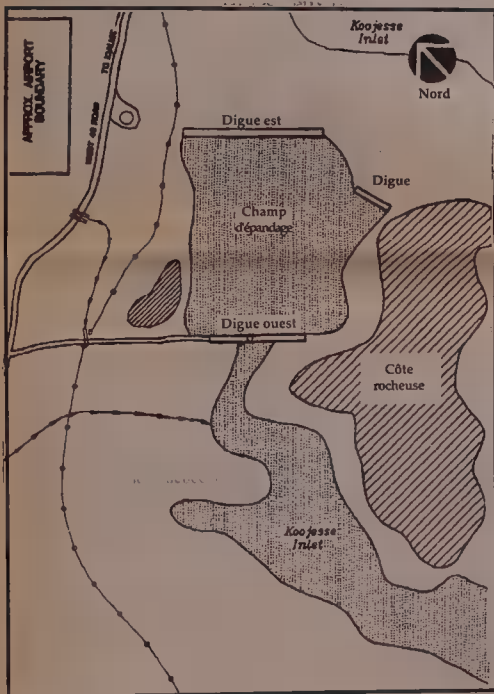 Koojesse
Inlet
Nord
APPROX. AIRPORT
BOUNDARY
WEST 40 ROAD
TO IQALUIT
Digue est
Digue
Champ
d'épandage
Digue ouest
Côte
rocheuse
Koojesse
Inlet